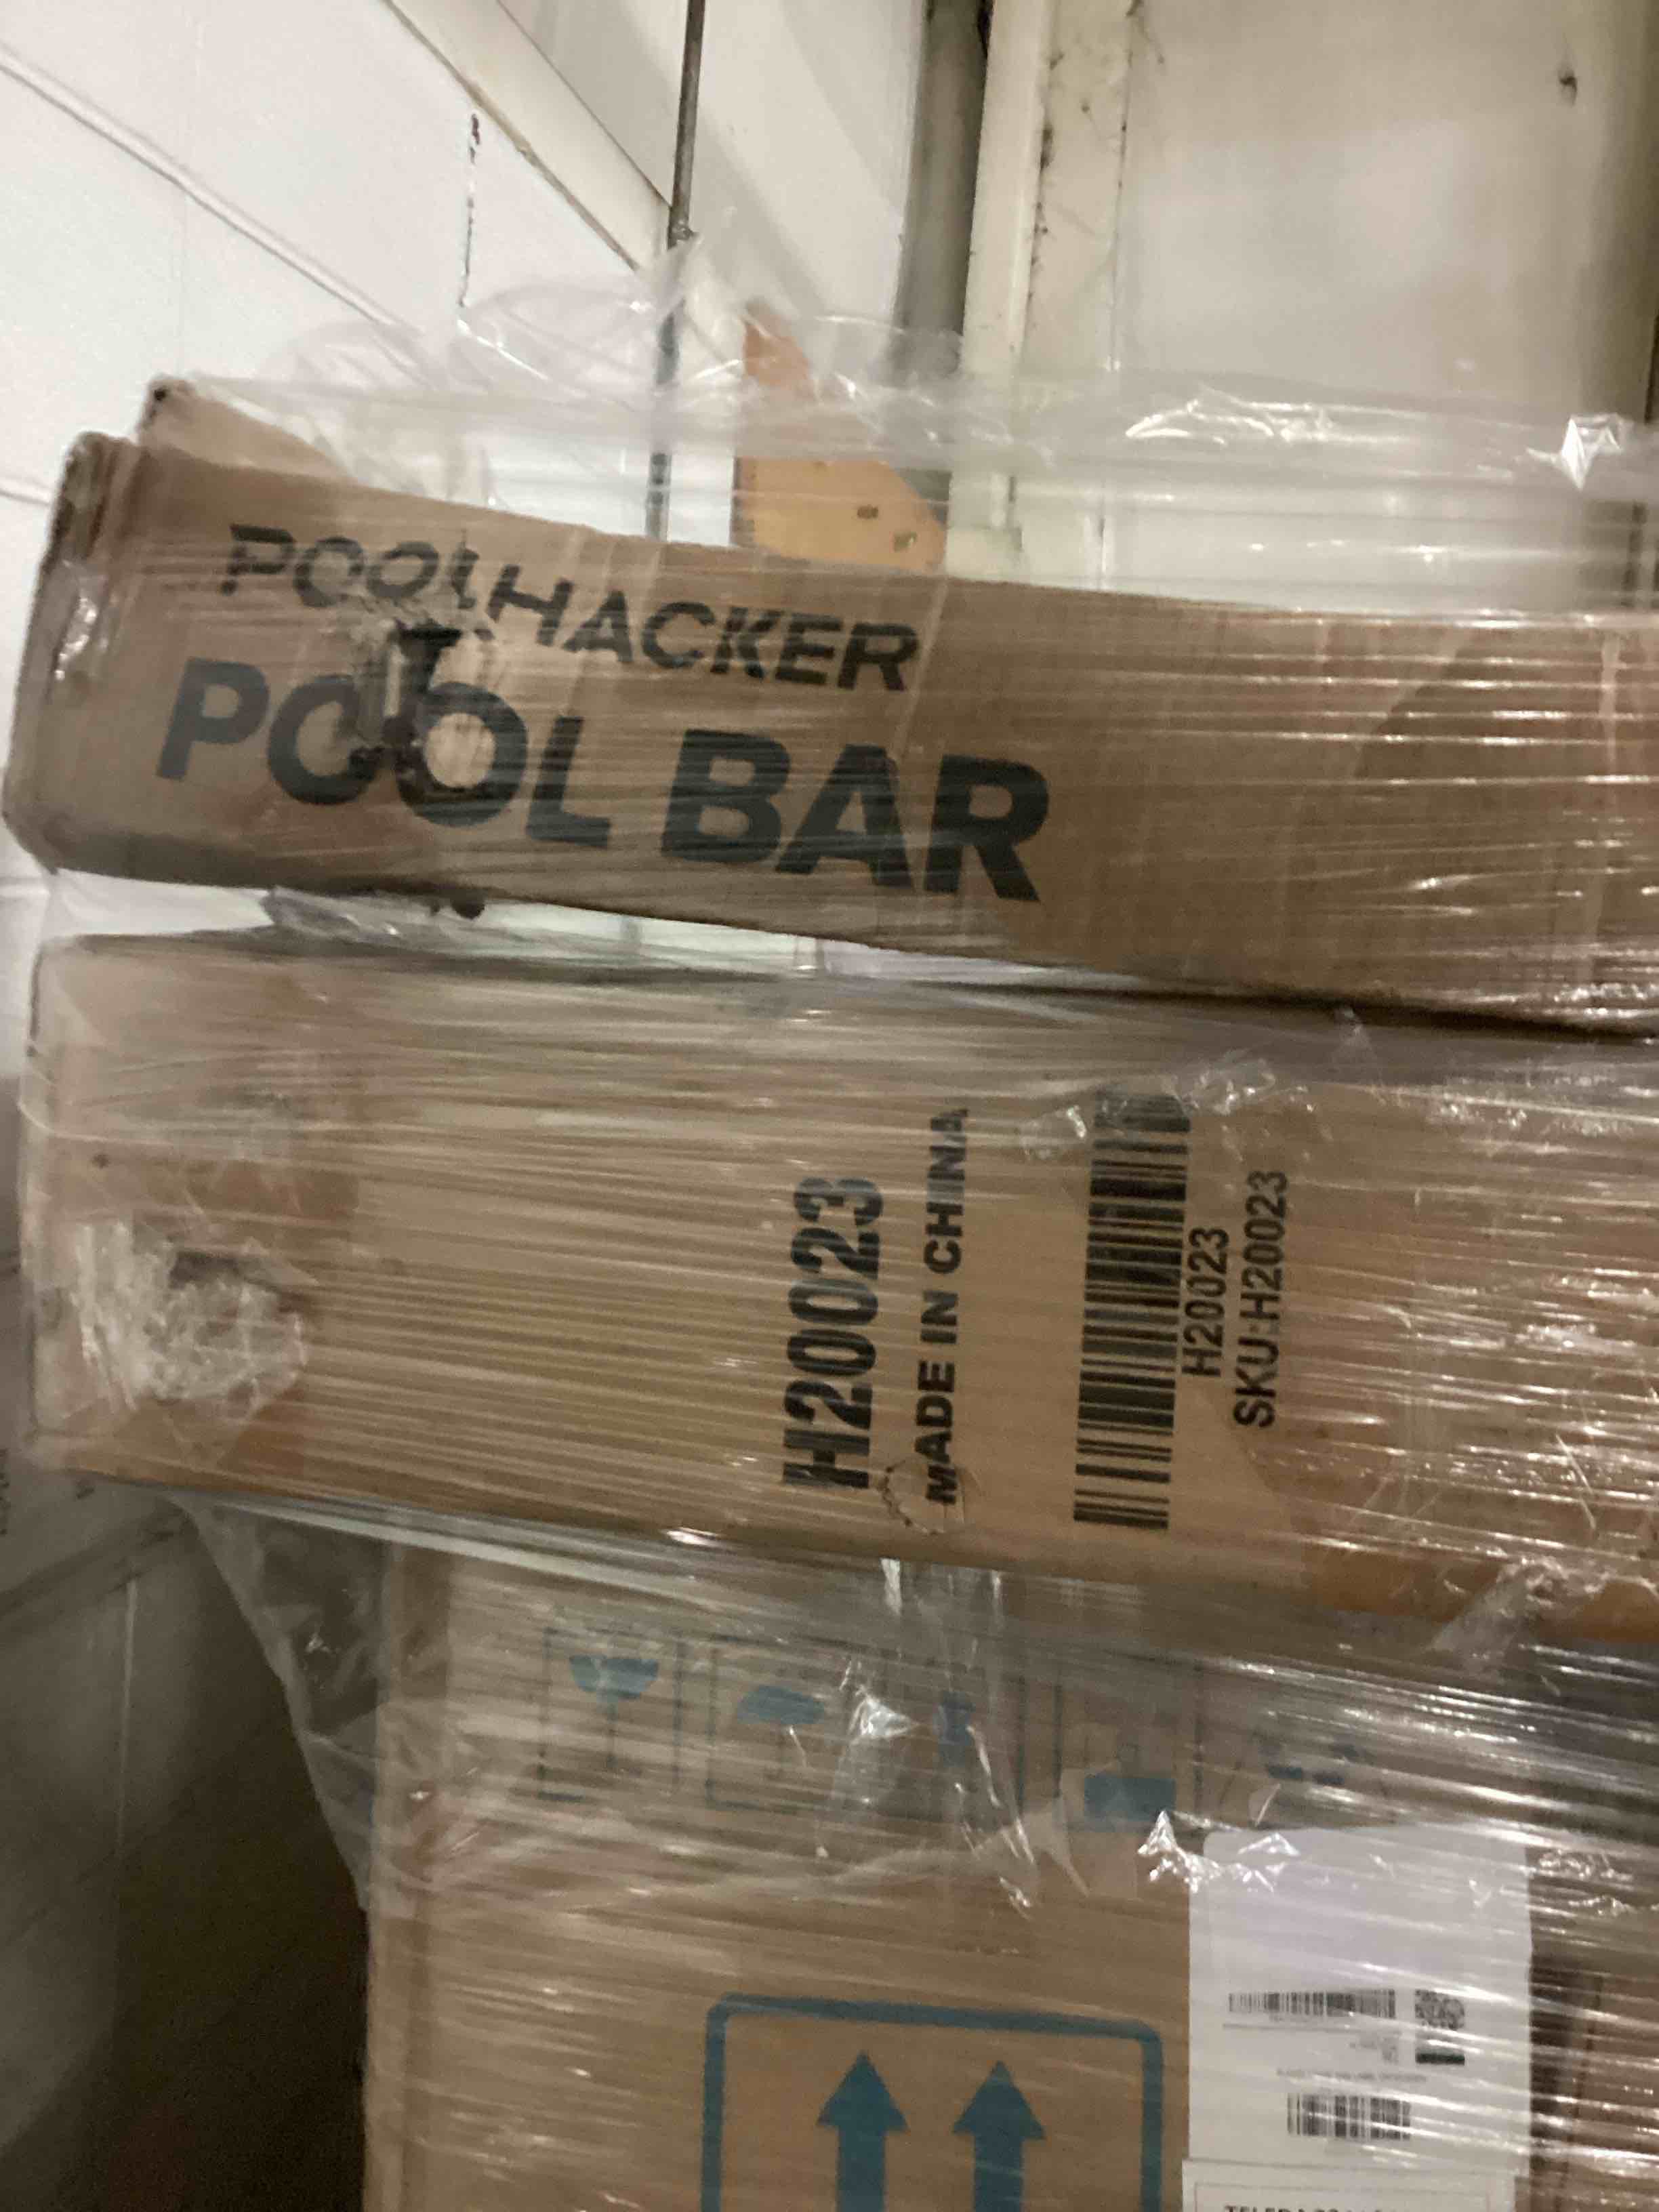 POOLHACKER
POOL BAR
H20023
MADE IN CHINA
H20023
SKU:H20023